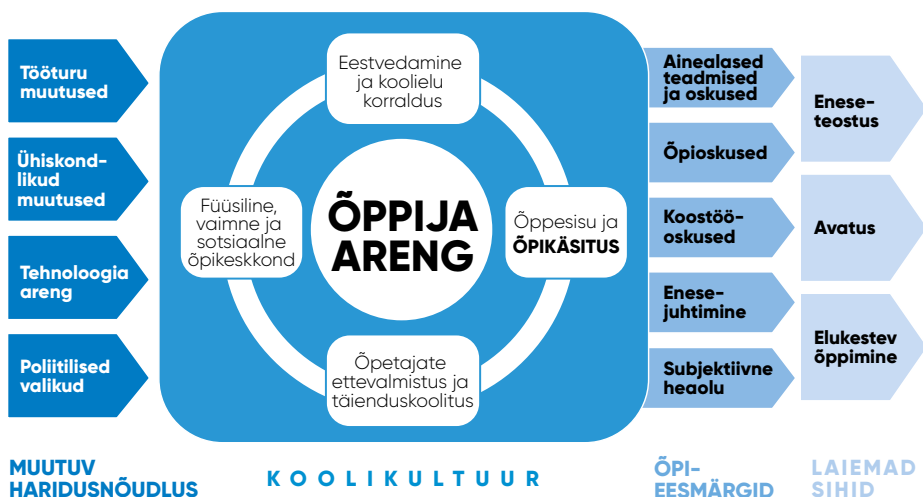 Tööturu
muutused
Ühiskond-
likud
muutused
Tehnoloogia
areng
Poliitilised
valikud
Eestvedamine
ja koolielu
korraldus
Füüsiline,
vaimne ja
sotsiaalne
õpikeskkond
ÕPPIJA
ARENG
Õppesisu ja
ÕPIKÄSITUS
Õpetajate
ettevalmistus ja
täienduskoolitus
Ainealased
teadmised
ja oskused
Õpioskused
Koostöö-
oskused
Enese-
juhtimine
Subjektiivne
heaolu
Enese-
teostus
Avatus
Elukestev
õppimine
MUUTUV
HARIDUSNÕUDLUS
KOOLIKULTUUR
ÕPI-
EESMÄRGID
LAIEMAD
SIHID